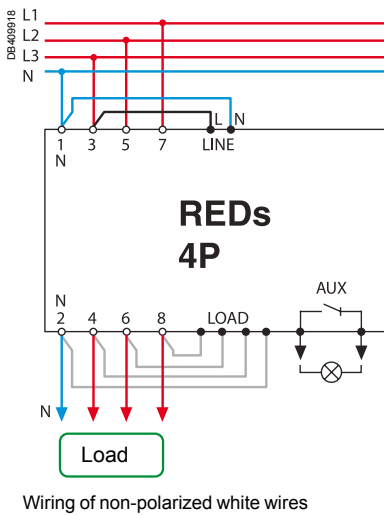 DB409918
L1
L2
L3
N
L N
1 3 5 7 LINE
N
REDs
4P
AUX
N
2 4 6 8 LOAD
N
Load
Wiring of non-polarized white wires